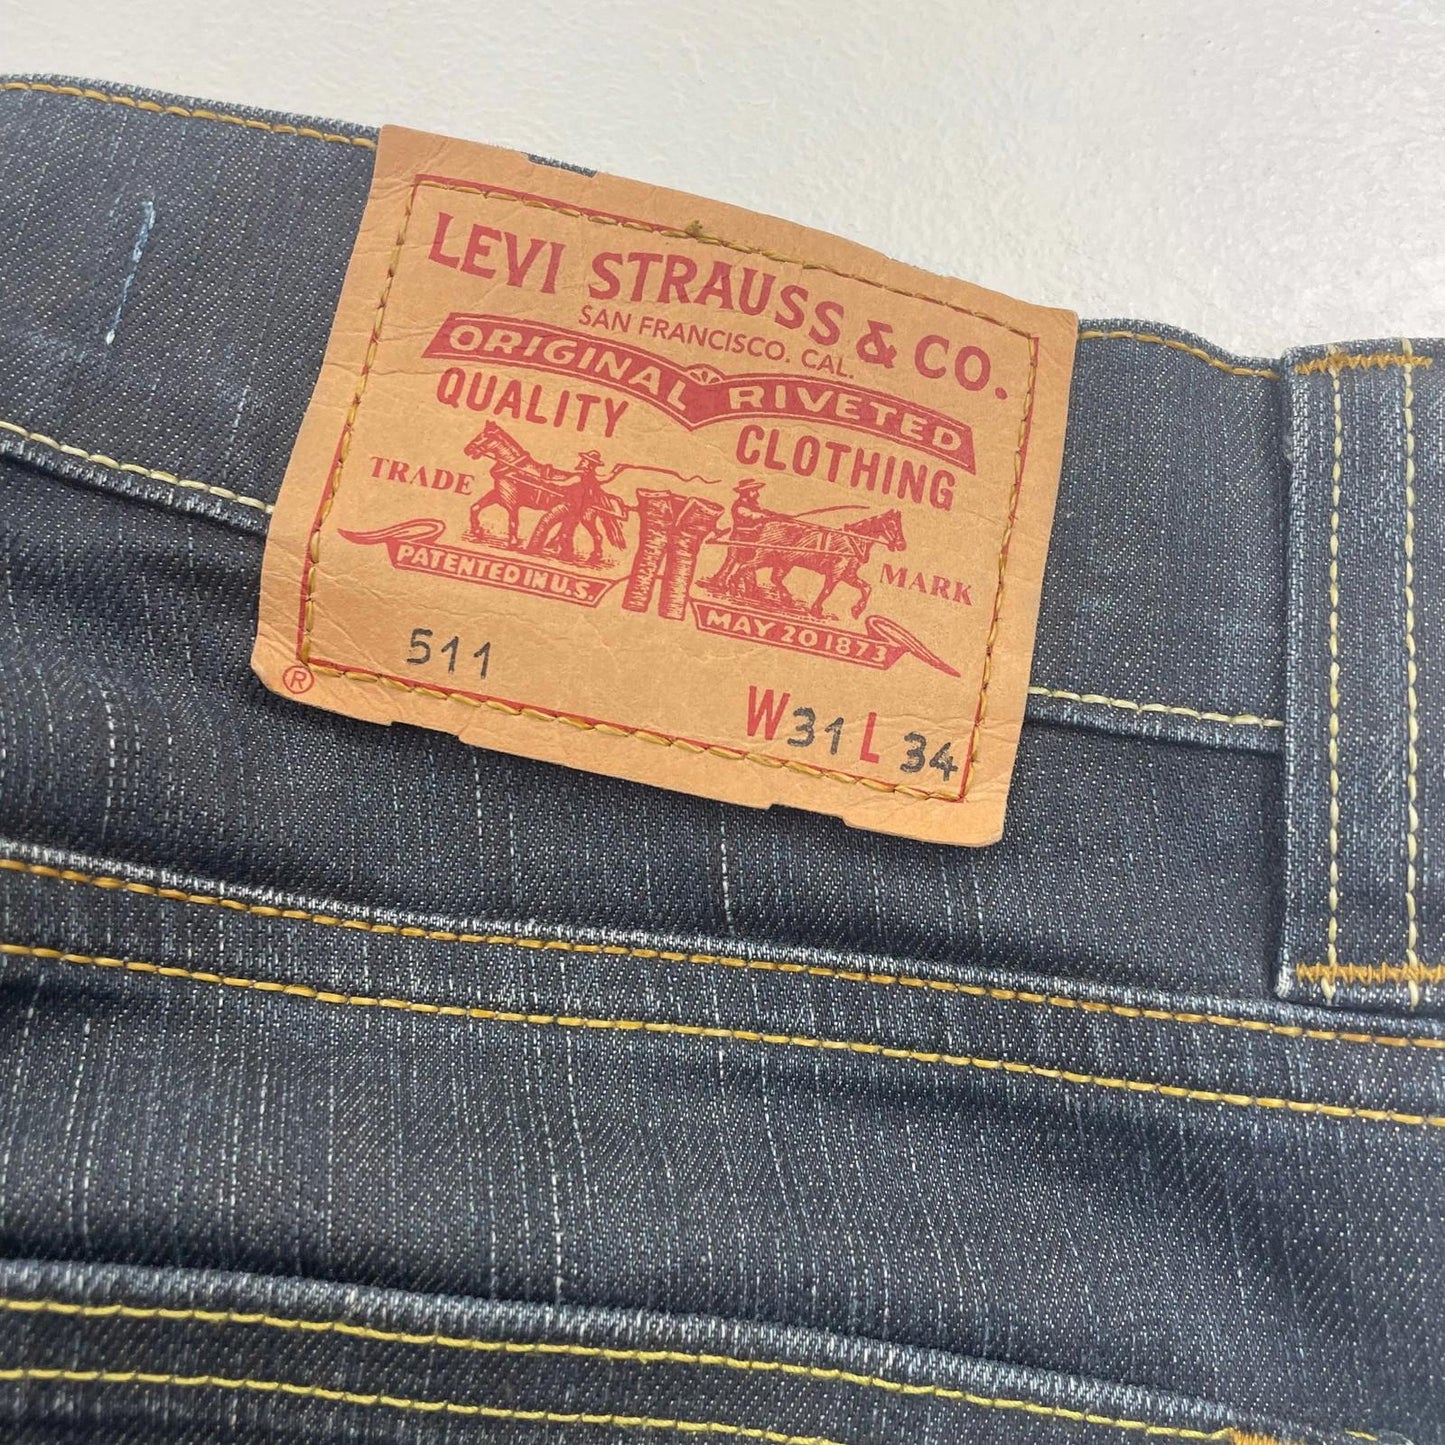 LEVI STRAUSS & CO.
SAN FRANCISCO. CAL.
ORIGINAL RIVETED
QUALITY CLOTHING
TRADE MARK
PATENTED IN U.S.
MAY 20 1873
511
® W 31 L 34